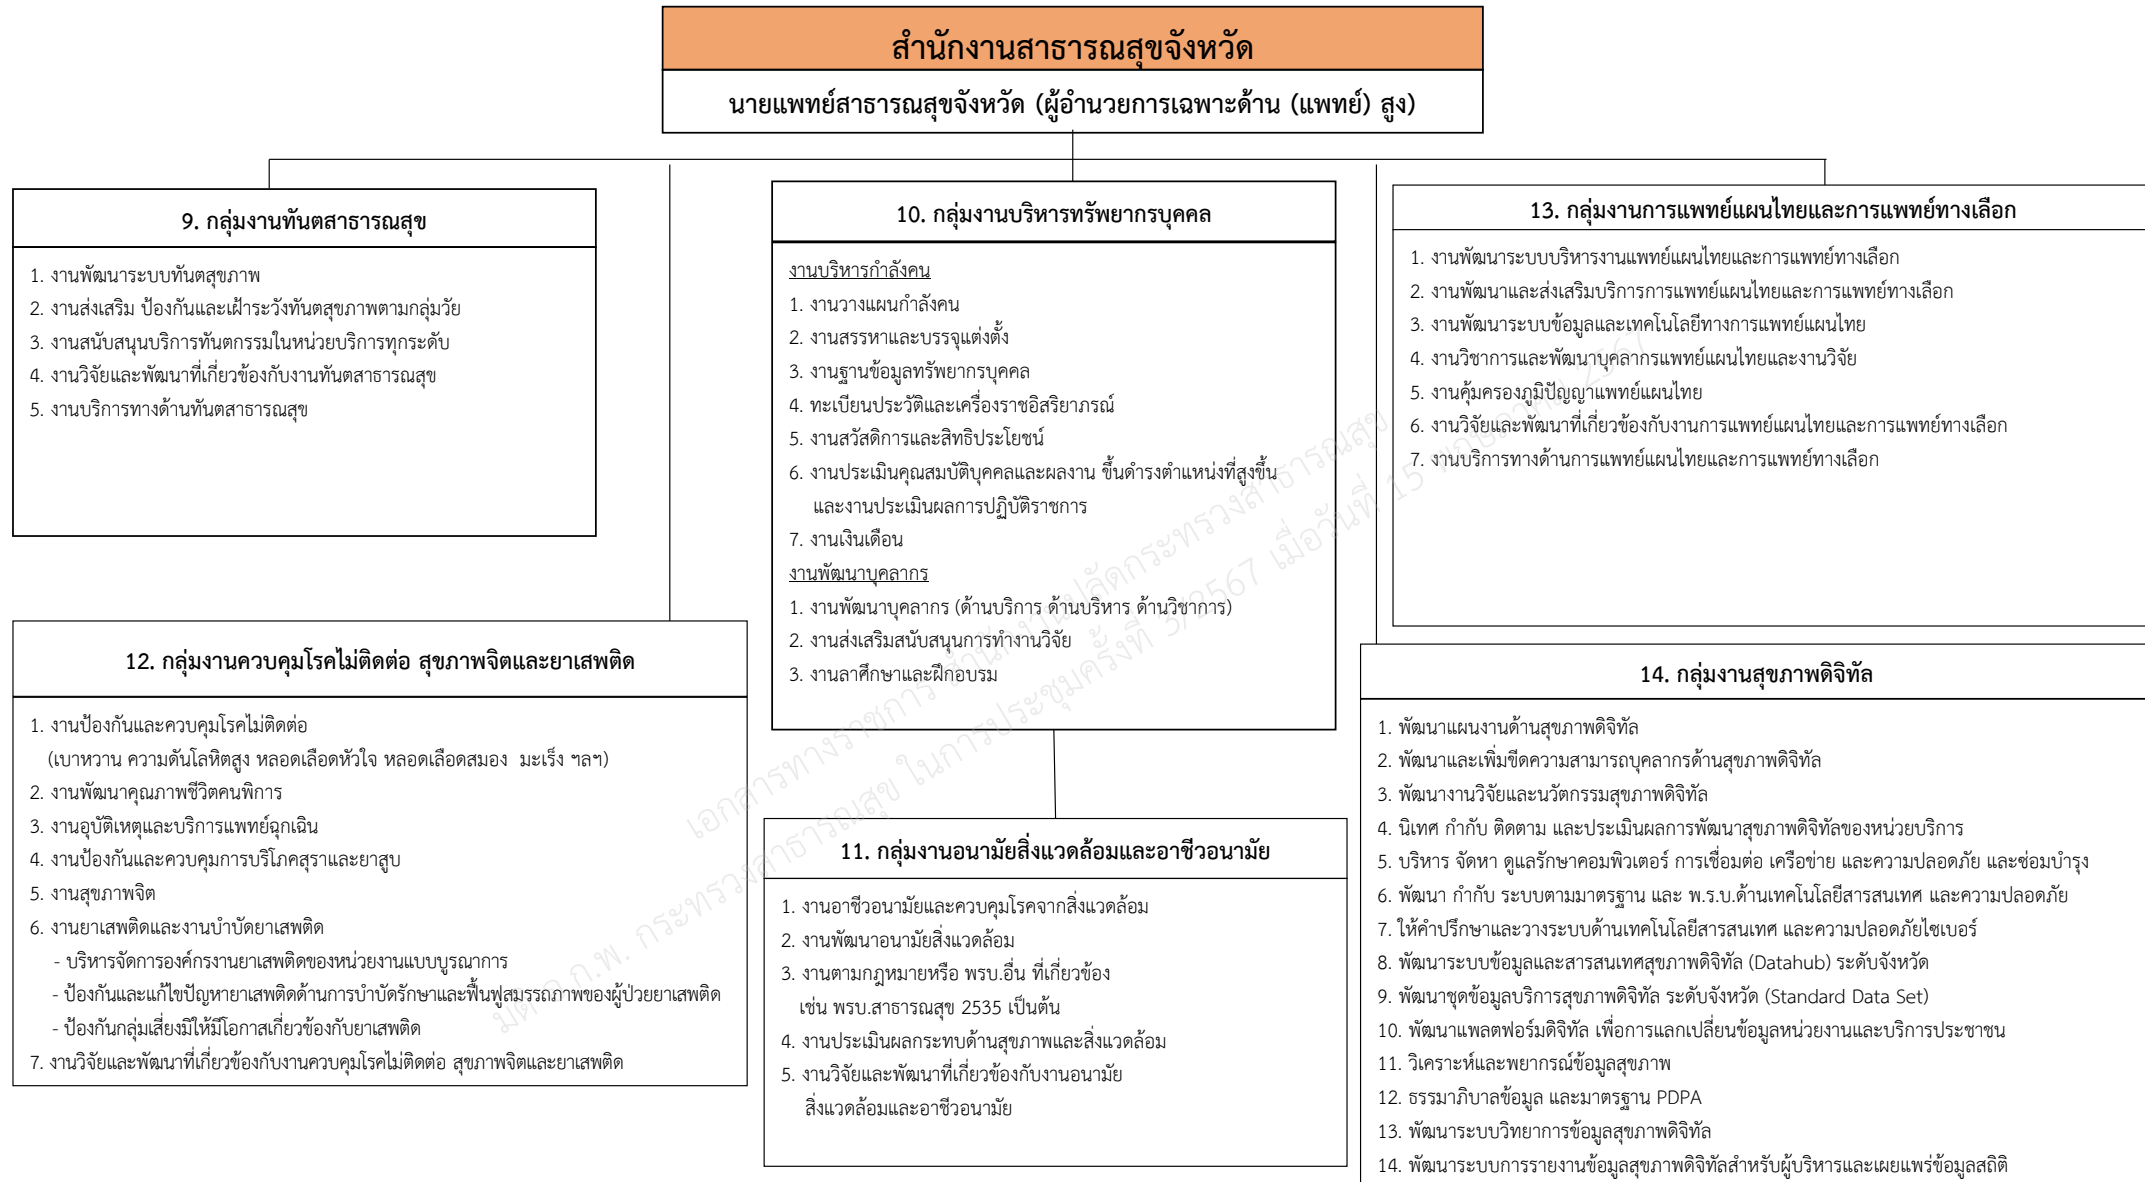 สำนักงานสาธารณสุขจังหวัด
นายแพทย์สาธารณสุขจังหวัด (ผู้อำนวยการเฉพาะด้าน (แพทย์) สูง)
9. กลุ่มงานทันตสาธารณสุข
1. งานพัฒนาระบบทันตสุขภาพ
2. งานส่งเสริม ป้องกันและเฝ้าระวังทันตสุขภาพตามกลุ่มวัย
3. งานสนับสนุนบริการทันตกรรมในหน่วยบริการทุกระดับ
4. งานวิจัยและพัฒนาที่เกี่ยวข้องกับงานทันตสาธารณสุข
5. งานบริการทางด้านทันตสาธารณสุข
10. กลุ่มงานบริหารทรัพยากรบุคคล
งานบริหารกำลังคน
1. งานวางแผนกำลังคน
2. งานสรรหาและบรรจุแต่งตั้ง
3. งานฐานข้อมูลทรัพยากรบุคคล
4. ทะเบียนประวัติและเครื่องราชอิสริยาภรณ์
5. งานสวัสดิการและสิทธิประโยชน์
6. งานประเมินคุณสมบัติบุคคลและผลงาน ขึ้นดำรงตำแหน่งที่สูงขึ้น
และงานประเมินผลการปฏิบัติราชการ
7. งานเงินเดือน
งานพัฒนาบุคลากร
1. งานพัฒนาบุคลากร (ด้านบริการ ด้านบริหาร ด้านวิชาการ)
2. งานส่งเสริมสนับสนุนการทำงานวิจัย
3. งานลาศึกษาและฝึกอบรม
13. กลุ่มงานการแพทย์แผนไทยและการแพทย์ทางเลือก
1. งานพัฒนาระบบบริหารงานแพทย์แผนไทยและการแพทย์ทางเลือก
2. งานพัฒนาและส่งเสริมบริการการแพทย์แผนไทยและการแพทย์ทางเลือก
3. งานพัฒนาระบบข้อมูลและเทคโนโลยีทางการแพทย์แผนไทย
4. งานวิชาการและพัฒนาบุคลากรแพทย์แผนไทยและงานวิจัย
5. งานคุ้มครองภูมิปัญญาแพทย์แผนไทย
6. งานวิจัยและพัฒนาที่เกี่ยวข้องกับงานการแพทย์แผนไทยและการแพทย์ทางเลือก
7. งานบริการทางด้านการแพทย์แผนไทยและการแพทย์ทางเลือก
12. กลุ่มงานควบคุมโรคไม่ติดต่อ สุขภาพจิตและยาเสพติด
1. งานป้องกันและควบคุมโรคไม่ติดต่อ
(เบาหวาน ความดันโลหิตสูง หลอดเลือดหัวใจ หลอดเลือดสมอง มะเร็ง ฯลฯ)
2. งานพัฒนาคุณภาพชีวิตคนพิการ
3. งานอุบัติเหตุและบริการแพทย์ฉุกเฉิน
4. งานป้องกันและควบคุมการบริโภคสุราและยาสูบ
5. งานสุขภาพจิต
6. งานยาเสพติดและงานบำบัดยาเสพติด
- บริหารจัดการองค์กรงานยาเสพติดของหน่วยงานแบบบูรณาการ
- ป้องกันและแก้ไขปัญหายาเสพติดด้านการบำบัดรักษาและฟื้นฟูสมรรถภาพของผู้ป่วยยาเสพติด
- ป้องกันกลุ่มเสี่ยงมิให้มีโอกาสเกี่ยวข้องกับยาเสพติด
7. งานวิจัยและพัฒนาที่เกี่ยวข้องกับงานควบคุมโรคไม่ติดต่อ สุขภาพจิตและยาเสพติด
11. กลุ่มงานอนามัยสิ่งแวดล้อมและอาชีวอนามัย
1. งานอาชีวอนามัยและควบคุมโรคจากสิ่งแวดล้อม
2. งานพัฒนาอนามัยสิ่งแวดล้อม
3. งานตามกฎหมายหรือ พรบ.อื่น ที่เกี่ยวข้อง
เช่น พรบ.สาธารณสุข 2535 เป็นต้น
4. งานประเมินผลกระทบด้านสุขภาพและสิ่งแวดล้อม
5. งานวิจัยและพัฒนาที่เกี่ยวข้องกับงานอนามัย
สิ่งแวดล้อมและอาชีวอนามัย
14. กลุ่มงานสุขภาพดิจิทัล
1. พัฒนาแผนงานด้านสุขภาพดิจิทัล
2. พัฒนาและเพิ่มขีดความสามารถบุคลากรด้านสุขภาพดิจิทัล
3. พัฒนางานวิจัยและนวัตกรรมสุขภาพดิจิทัล
4. นิเทศ กำกับ ติดตาม และประเมินผลการพัฒนาสุขภาพดิจิทัลของหน่วยบริการ
5. บริหาร จัดหา ดูแลรักษาคอมพิวเตอร์ การเชื่อมต่อ เครือข่าย และความปลอดภัย และซ่อมบำรุง
6. พัฒนา กำกับ ระบบตามมาตรฐาน และ พ.ร.บ.ด้านเทคโนโลยีสารสนเทศ และความปลอดภัย
7. ให้คำปรึกษาและวางระบบด้านเทคโนโลยีสารสนเทศ และความปลอดภัยไซเบอร์
8. พัฒนาระบบข้อมูลและสารสนเทศสุขภาพดิจิทัล (Datahub) ระดับจังหวัด
9. พัฒนาชุดข้อมูลบริการสุขภาพดิจิทัล ระดับจังหวัด (Standard Data Set)
10. พัฒนาแพลตฟอร์มดิจิทัล เพื่อการแลกเปลี่ยนข้อมูลหน่วยงานและบริการประชาชน
11. วิเคราะห์และพยากรณ์ข้อมูลสุขภาพ
12. ธรรมาภิบาลข้อมูล และมาตรฐาน PDPA
13. พัฒนาระบบวิทยาการข้อมูลสุขภาพดิจิทัล
14. พัฒนาระบบการรายงานข้อมูลสุขภาพดิจิทัลสำหรับผู้บริหารและเผยแพร่ข้อมูลสถิติ
เอกสารทางราชการ สำนักงานปลัดกระทรวงสาธารณสุข
มติ อ.ก.พ. กระทรวงสาธารณสุข ในการประชุมครั้งที่ 3/2567 เมื่อวันที่ 15 พฤษภาคม 2567